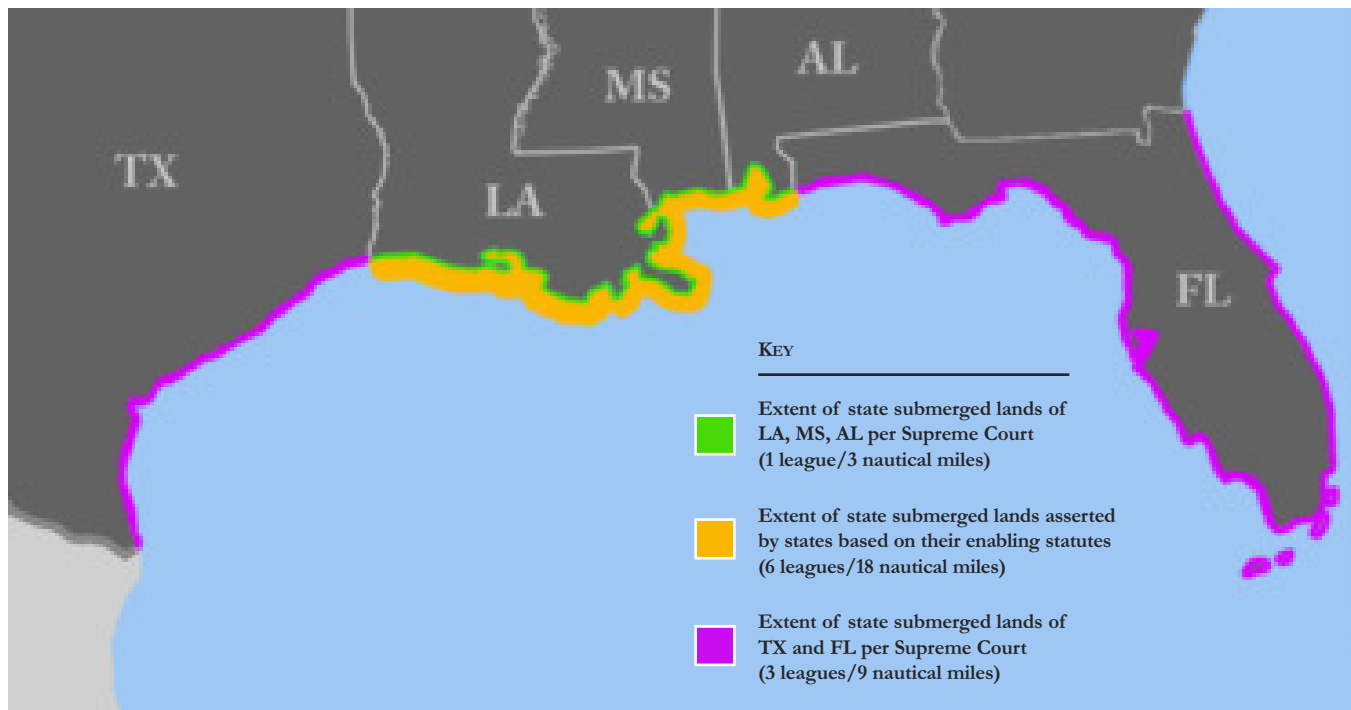 MS
AL
TX
LA
FL
KEY
Extent of state submerged lands of
LA, MS, AL per Supreme Court
(1 league/3 nautical miles)
Extent of state submerged lands asserted
by states based on their enabling statutes
(6 leagues/18 nautical miles)
Extent of state submerged lands of
TX and FL per Supreme Court
(3 leagues/9 nautical miles)